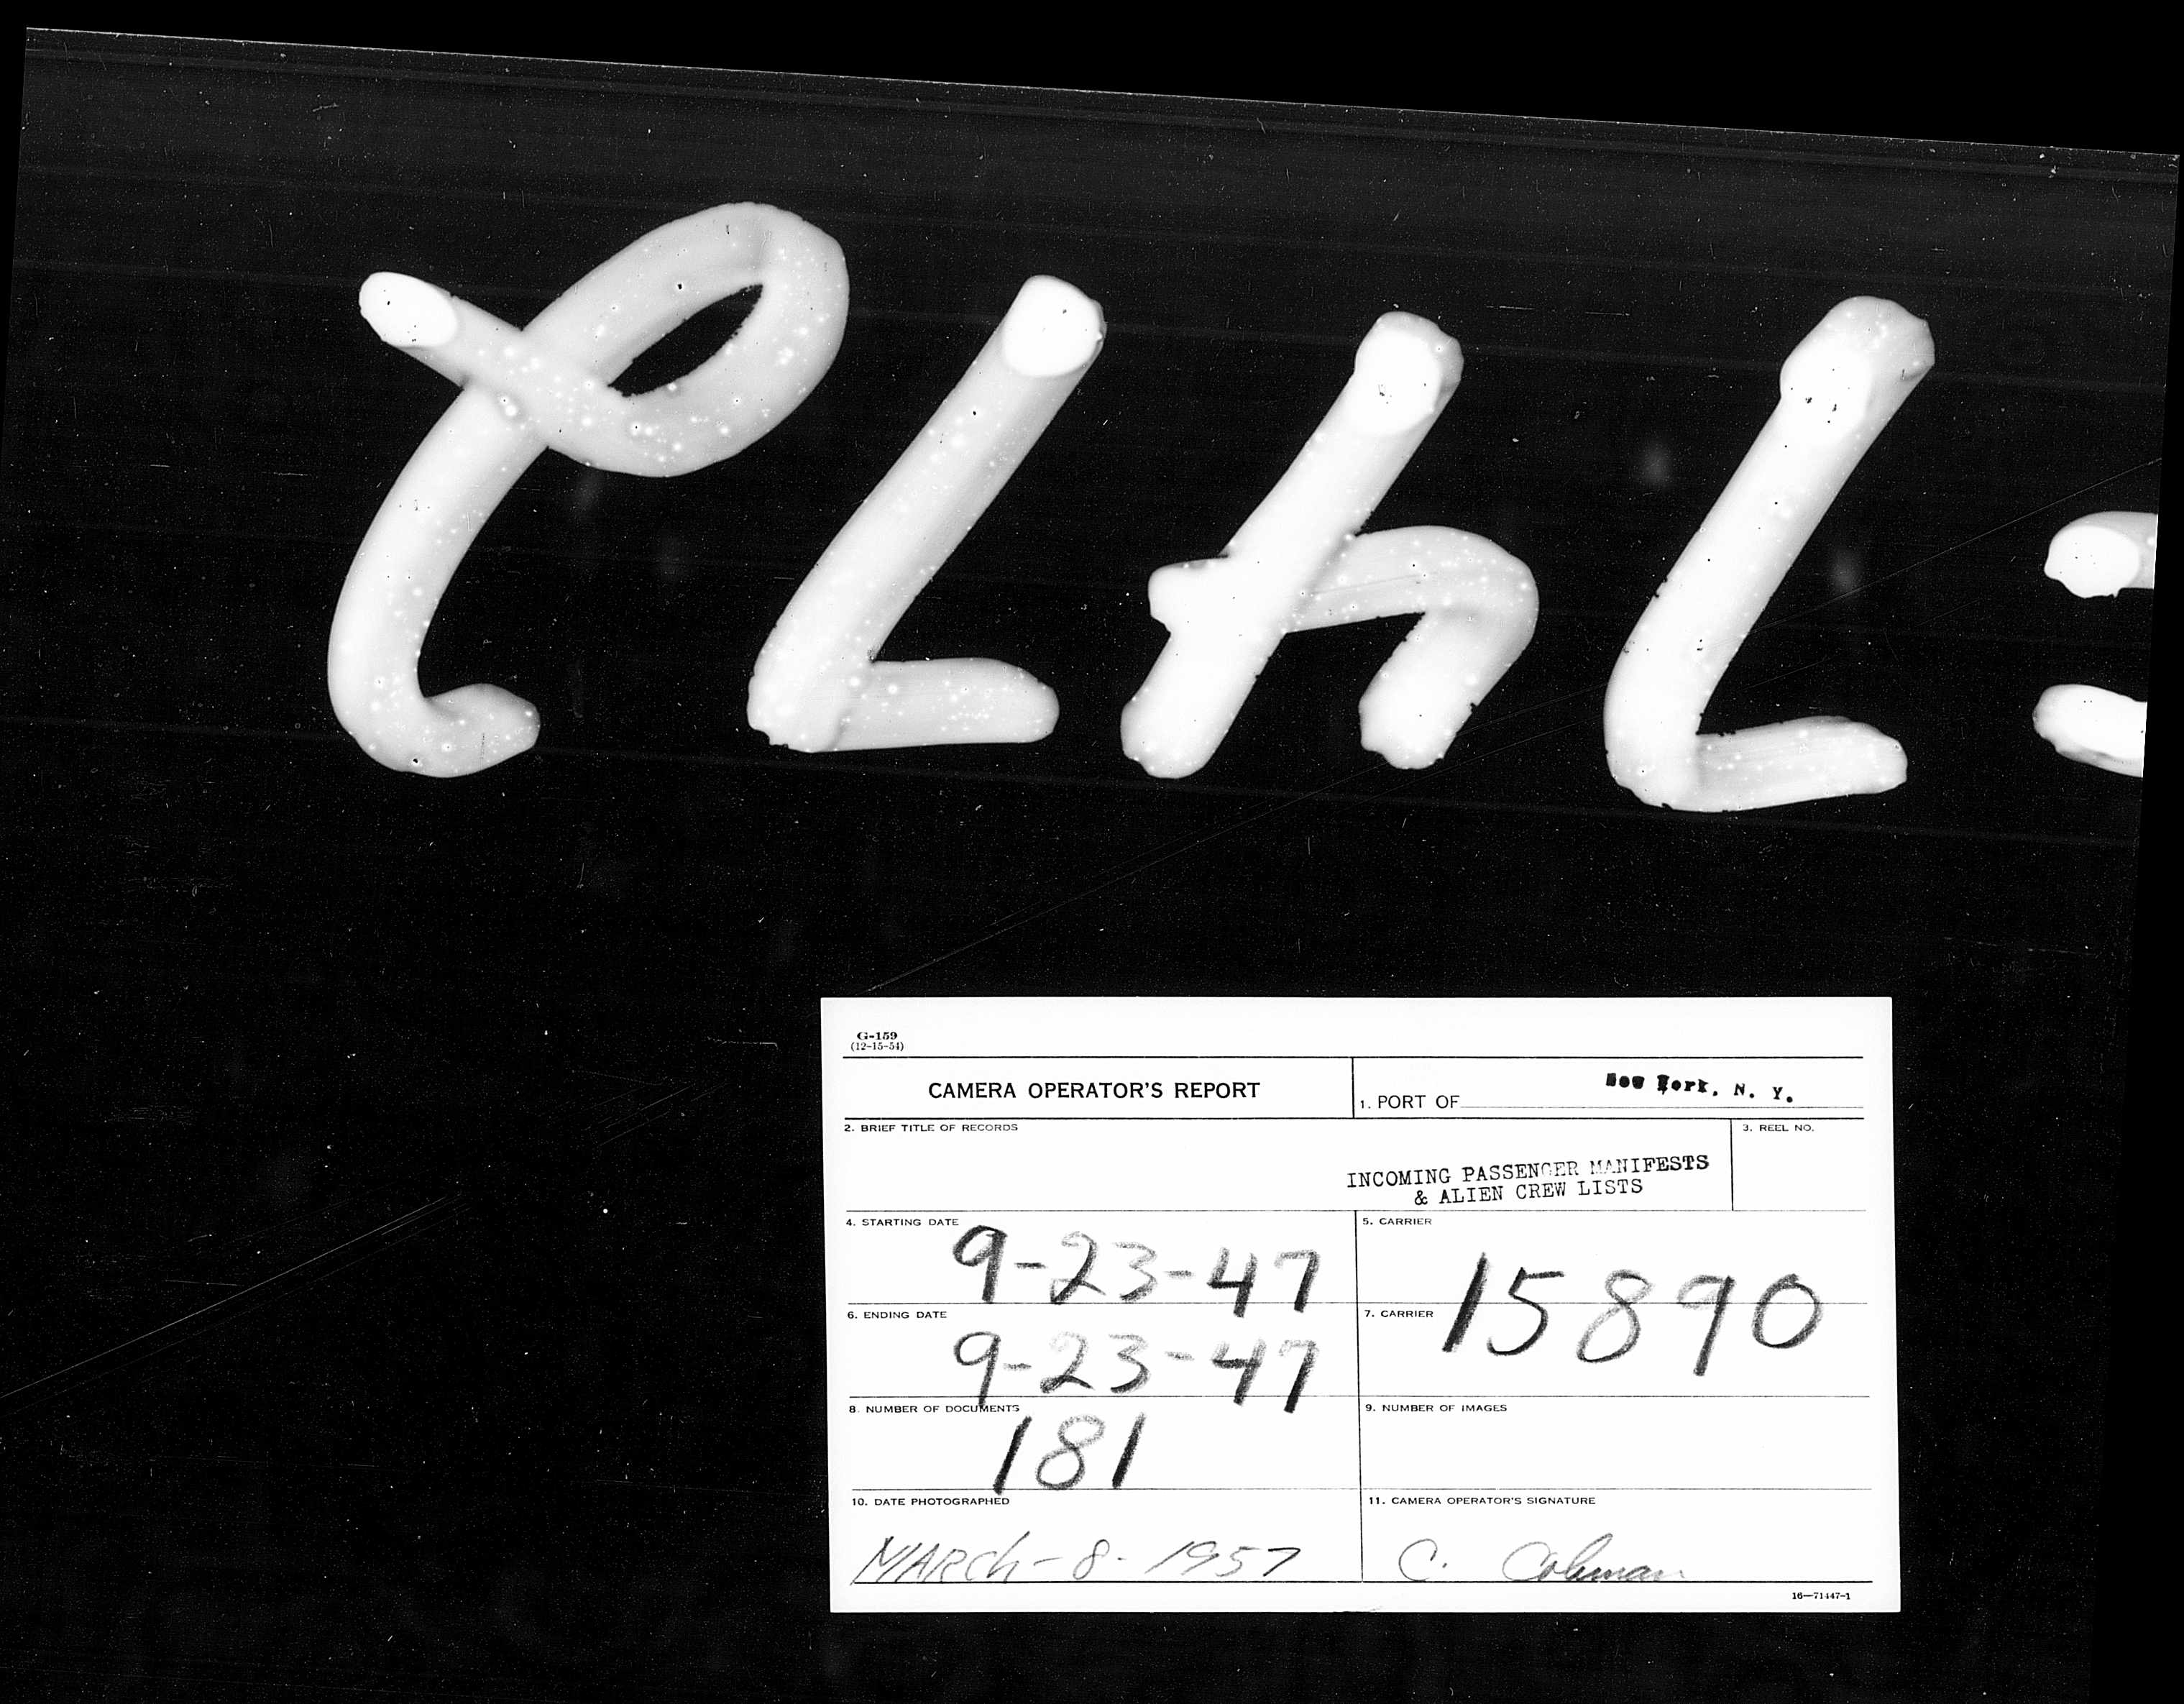 7472
G-159
(12-15-54)
CAMERA OPERATOR'S REPORT
1. PORT OF New York, N. Y.
2. BRIEF TITLE OF RECORDS
INCOMING PASSENGER MANIFESTS
& ALIEN CREW LISTS
3. REEL NO.
4. STARTING DATE 9-23-47
5. CARRIER
6. ENDING DATE 9-23-47
7. CARRIER 15890
8. NUMBER OF DOCUMENTS 181
9. NUMBER OF IMAGES
10. DATE PHOTOGRAPHED
MARCh-8-1957
11. CAMERA OPERATOR'S SIGNATURE
C. Coleman
16—71447-1